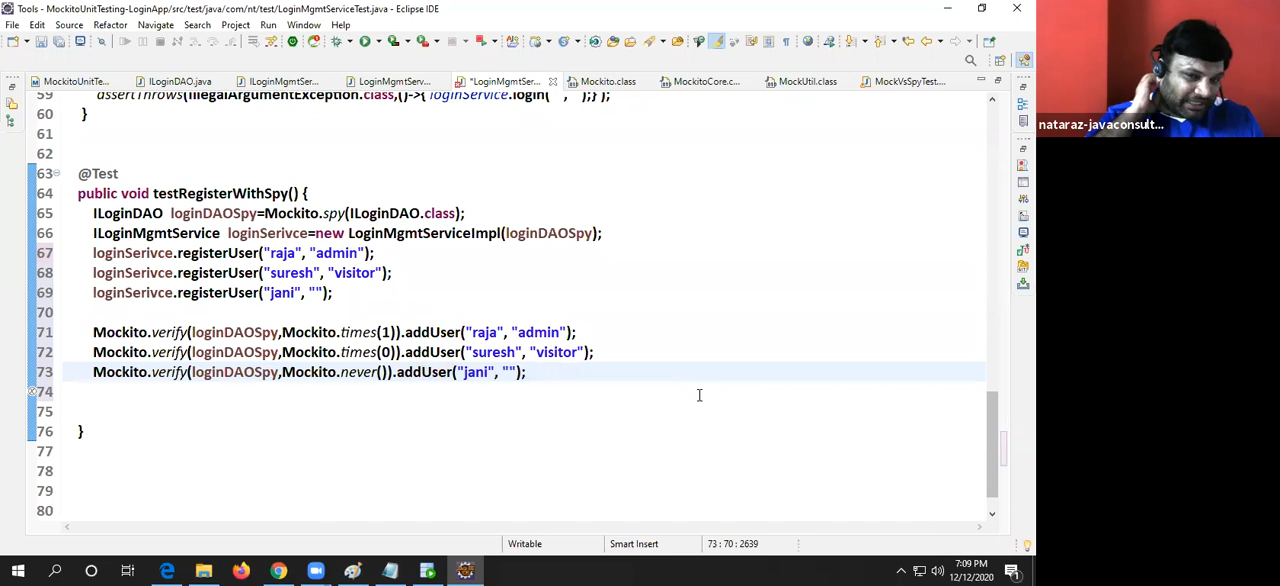 Tools - MockitoUnitTesting-LoginApp/src/test/java/com/nt/test/LoginMgmtServiceTest.java - Eclipse IDE
File Edit Source Refactor Navigate Search Project Run Window Help
MockitoUnitTe... ILoginDAO.java ILoginMgmtSer... LoginMgmtServ... *LoginMgmtSer... Mockito.class MockitoCore.c... MockUtil.class MockVsSpyTest....
nataraz-javaconsult...
59 assertThrows(IllegalArgumentException.class,()->{ loginService.login("", "");} );
60 }
61
62
63 @Test
64 public void testRegisterWithSpy() {
65 ILoginDAO loginDAOSpy=Mockito.spy(ILoginDAO.class);
66 ILoginMgmtService loginSerivce=new LoginMgmtServiceImpl(loginDAOSpy);
67 loginSerivce.registerUser("raja", "admin");
68 loginSerivce.registerUser("suresh", "visitor");
69 loginSerivce.registerUser("jani", "");
70
71 Mockito.verify(loginDAOSpy,Mockito.times(1)).addUser("raja", "admin");
72 Mockito.verify(loginDAOSpy,Mockito.times(0)).addUser("suresh", "visitor");
73 Mockito.verify(loginDAOSpy,Mockito.never()).addUser("jani", "");
74
75
76 }
77
78
79
80
Writable Smart Insert 73 : 70 : 2639
7:09 PM
12/12/2020